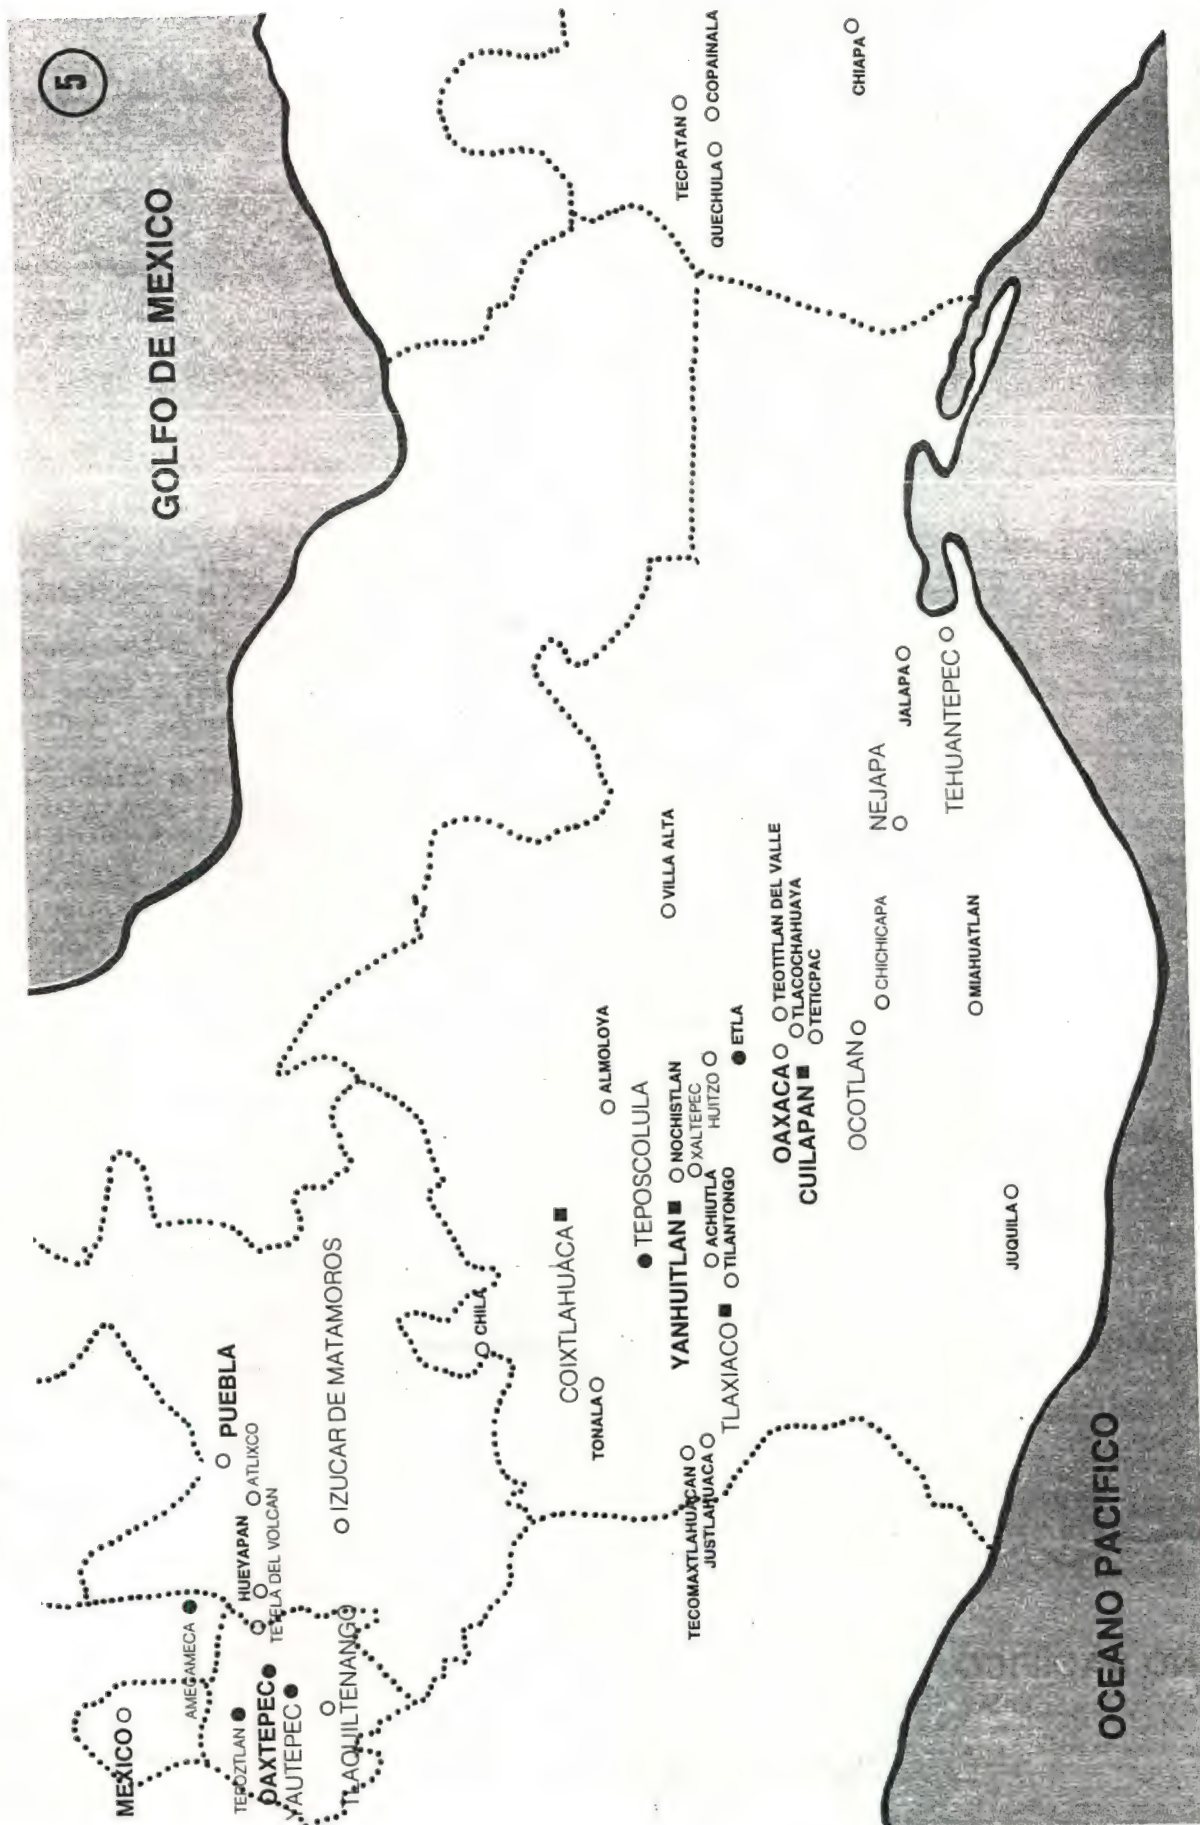 5
GOLFO DE MEXICO
MEXICO
AMECAMECA
TEPOZTLAN
OAXTEPEC
YAUTEPEC
TLAQUILTENANGO
HUEYAPAN
TETELA DEL VOLCAN
ATLIXCO
PUEBLA
IZUCAR DE MATAMOROS
CHILA
TECPATAN
QUECHULA
COPAINALA
CHIAPA
COIXTLAHUACA
TONALA
ALMOLOYA
TEPOSCOLULA
VILLA ALTA
YANHUITLAN
NOCHISTLAN
XALTEPEC
HUITZO
ACHIUTLA
TILANTONGO
TLAXIACO
ETLA
TECOMAXTLAHUACAN
JUSTLAHUACA
OAXACA
CUILAPAN
TEOTITLAN DEL VALLE
TLACOCHAHUAYA
TETICPAC
OCOTLAN
CHICHICAPA
NEJAPA
JALAPA
TEHUANTEPEC
MIAHUATLAN
JUQUILA
OCEANO PACIFICO